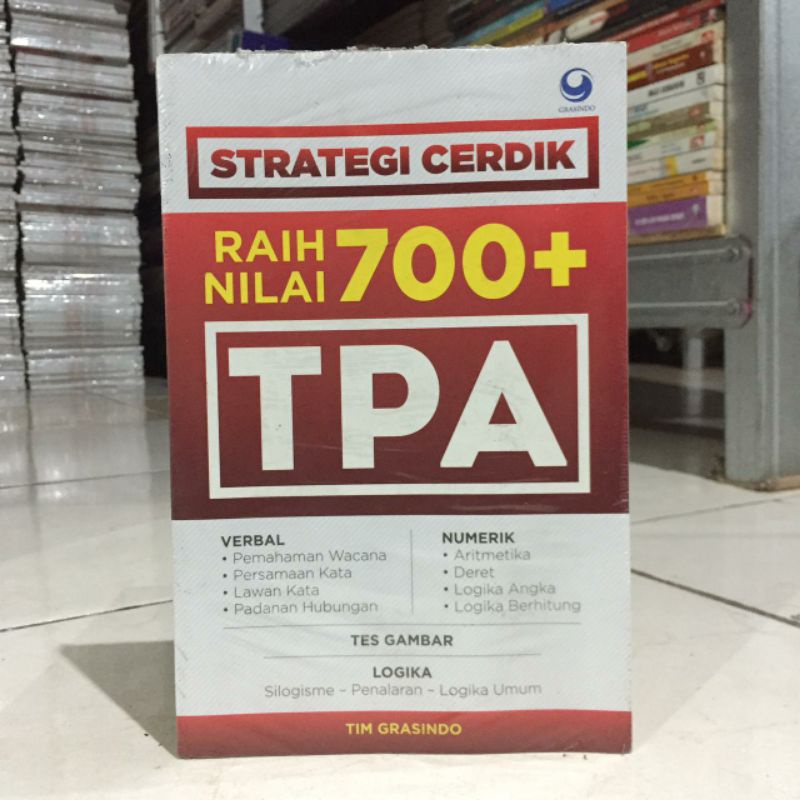 GRASINDO
STRATEGI CERDIK
RAIH
NILAI
700+
TPA
VERBAL
• Pemahaman Wacana
• Persamaan Kata
• Lawan Kata
• Padanan Hubungan
NUMERIK
• Aritmetika
• Deret
• Logika Angka
• Logika Berhitung
TES GAMBAR
LOGIKA
Silogisme – Penalaran – Logika Umum
TIM GRASINDO